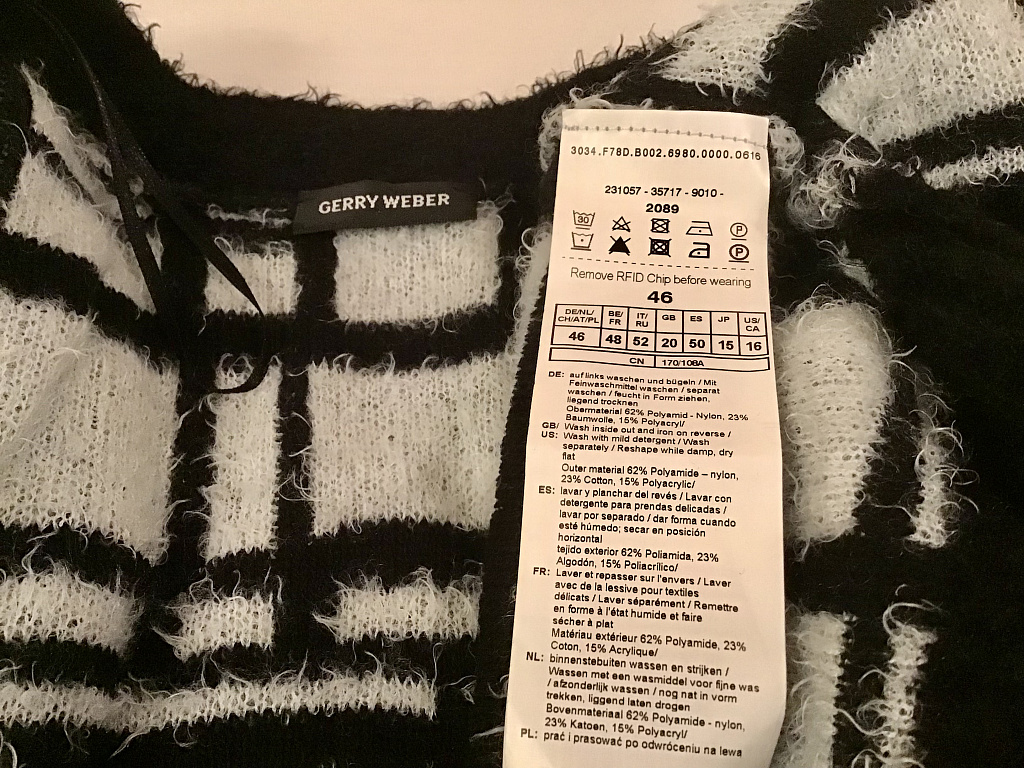 GERRY WEBER
3034.F78D.B002.6980.0000.0616
231057 - 35717 - 9010 -
2089
30
P
P
Remove RFID Chip before wearing
46
DE/NL/ CH/AT/PL BE/ FR IT/ RU GB ES JP US/ CA
46 48 52 20 50 15 16
CN 170/108A
DE: auf links waschen und bügeln / Mit
Feinwaschmittel waschen / separat
waschen / feucht in Form ziehen,
liegend trocknen
Obermaterial 62% Polyamid - Nylon, 23%
Baumwolle, 15% Polyacryl/
GB/ Wash inside out and iron on reverse /
US: Wash with mild detergent / Wash
separately / Reshape while damp, dry
flat
Outer material 62% Polyamide – nylon,
23% Cotton, 15% Polyacrylic/
ES: lavar y planchar del revés / Lavar con
detergente para prendas delicadas /
lavar por separado / dar forma cuando
esté húmedo; secar en posición
horizontal
tejido exterior 62% Poliamida, 23%
Algodón, 15% Poliacrílico/
FR: Laver et repasser sur l'envers / Laver
avec de la lessive pour textiles
délicats / Laver séparément / Remettre
en forme à l'état humide et faire
sécher à plat
Matériau extérieur 62% Polyamide, 23%
Coton, 15% Acrylique/
NL: binnenstebuiten wassen en strijken /
Wassen met een wasmiddel voor fijne was
/ afzonderlijk wassen / nog nat in vorm
trekken, liggend laten drogen
Bovenmateriaal 62% Polyamide - nylon,
23% Katoen, 15% Polyacryl/
PL: prać i prasować po odwróceniu na lewa